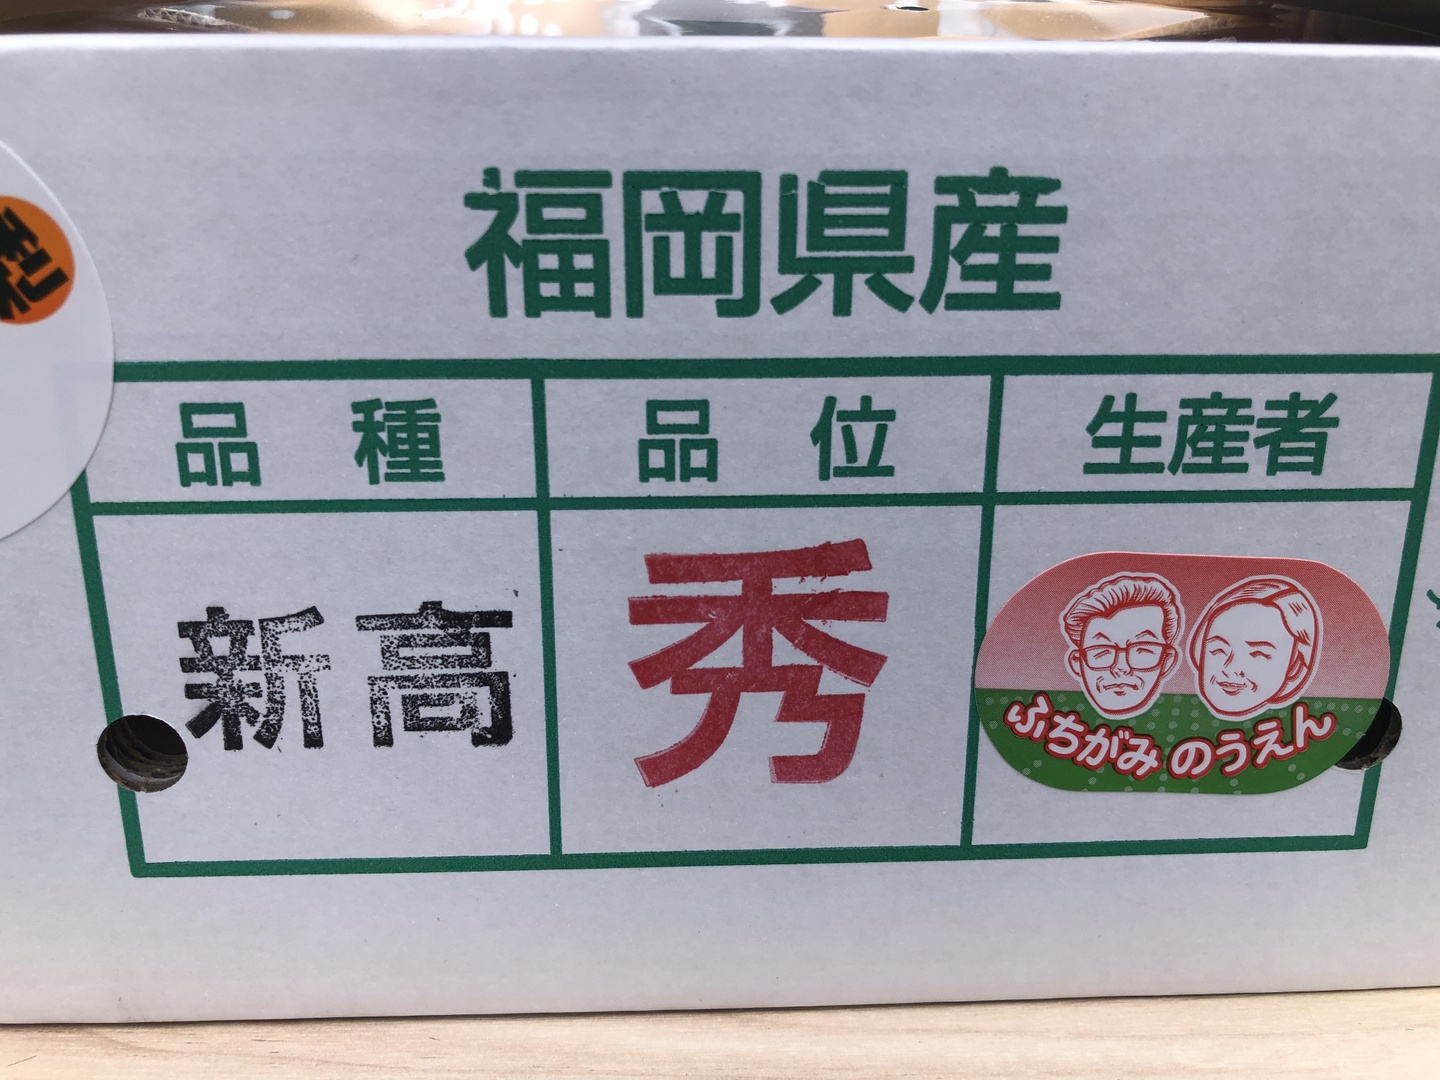 福岡県産
梨
品種
品位
生産者
新高
秀
ふちがみ のうえん